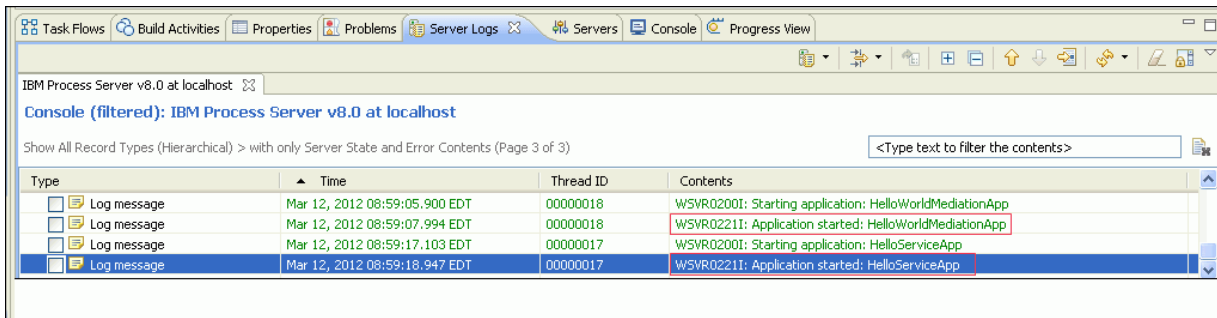 Task Flows Build Activities Properties Problems Server Logs Servers Console Progress View
IBM Process Server v8.0 at localhost
Console (filtered): IBM Process Server v8.0 at localhost
Show All Record Types (Hierarchical) > with only Server State and Error Contents (Page 3 of 3) <Type text to filter the contents>
Type Time Thread ID Contents
Log message Mar 12, 2012 08:59:05.900 EDT 00000018 WSVR0200I: Starting application: HelloWorldMediationApp
Log message Mar 12, 2012 08:59:07.994 EDT 00000018 WSVR0221I: Application started: HelloWorldMediationApp
Log message Mar 12, 2012 08:59:17.103 EDT 00000017 WSVR0200I: Starting application: HelloServiceApp
Log message Mar 12, 2012 08:59:18.947 EDT 00000017 WSVR0221I: Application started: HelloServiceApp